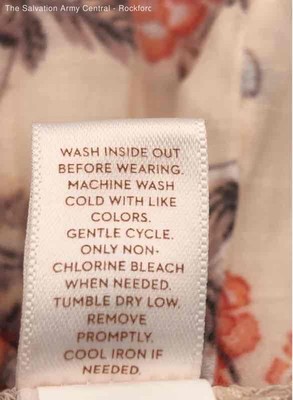 The Salvation Army Central - Rockford
WASH INSIDE OUT
BEFORE WEARING.
MACHINE WASH
COLD WITH LIKE
COLORS.
GENTLE CYCLE.
ONLY NON-
CHLORINE BLEACH
WHEN NEEDED.
TUMBLE DRY LOW.
REMOVE
PROMPTLY.
COOL IRON IF
NEEDED.